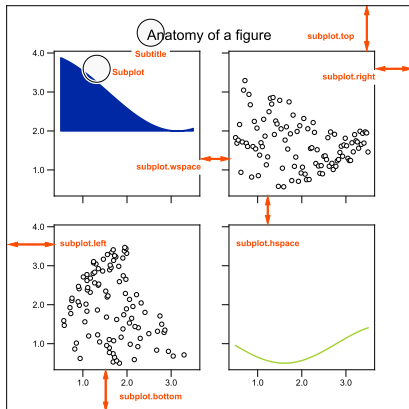 Anatomy of a figure
subplot.top
Subtitle
Subplot
subplot.right
4.0
3.0
2.0
1.0
subplot.wspace
4.0
3.0
2.0
1.0
subplot.left
subplot.hspace
1.0 2.0 3.0
1.0 2.0 3.0
subplot.bottom